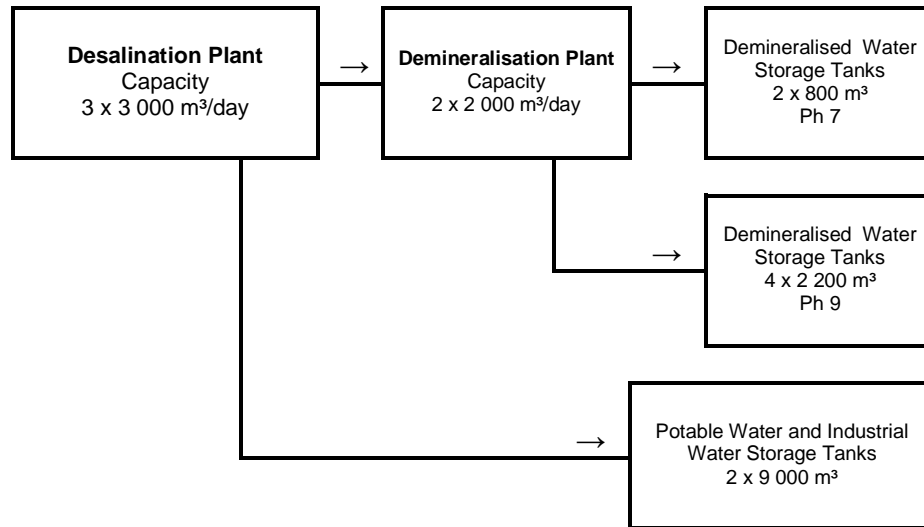 Desalination Plant
Capacity
3 x 3 000 m³/day
→
Demineralisation Plant
Capacity
2 x 2 000 m³/day
→
Demineralised Water
Storage Tanks
2 x 800 m³
Ph 7
→
Demineralised Water
Storage Tanks
4 x 2 200 m³
Ph 9
→
Potable Water and Industrial
Water Storage Tanks
2 x 9 000 m³